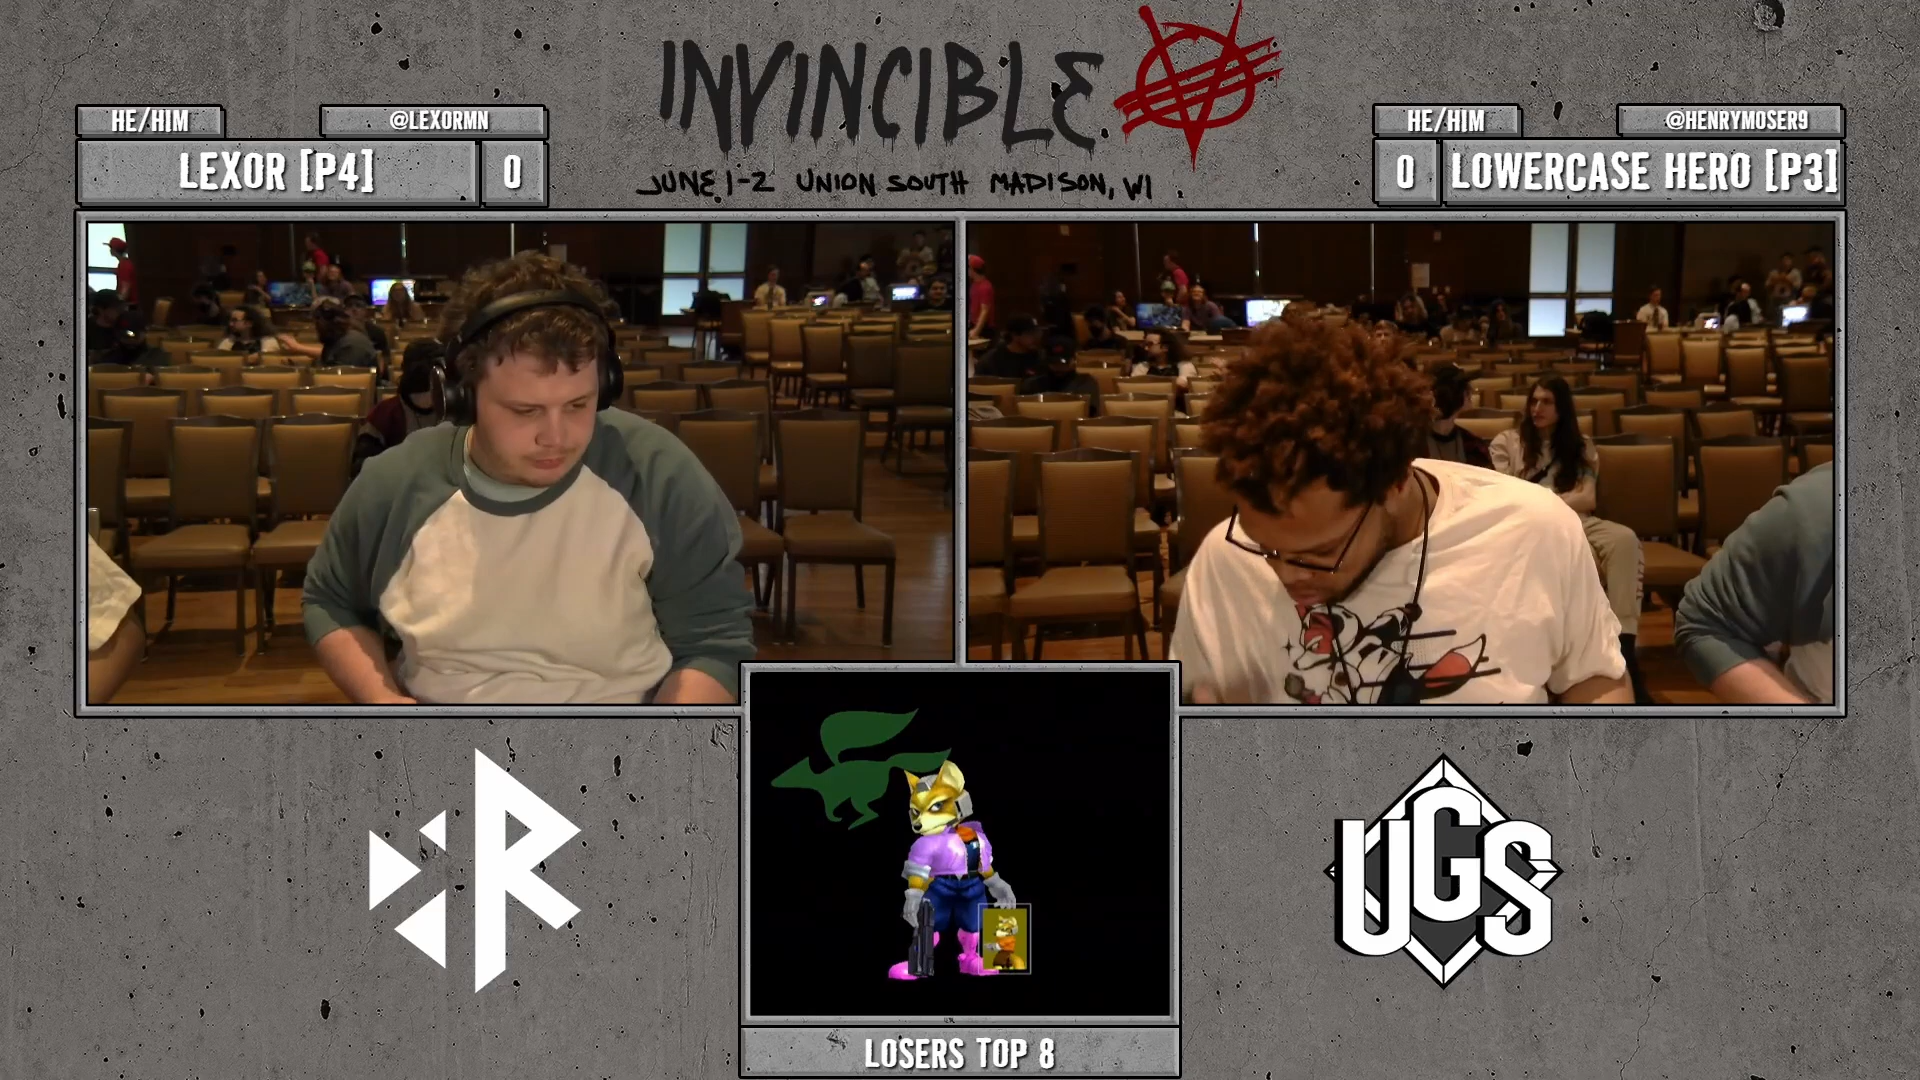 INVINCIBLE
JUNE 1-2 UNION SOUTH MADISON, WI
HE/HIM
@LEXORMN
LEXOR [P4]
0
HE/HIM
@HENRYMOSER9
0
LOWERCASE HERO [P3]
R
UGS
LOSERS TOP 8